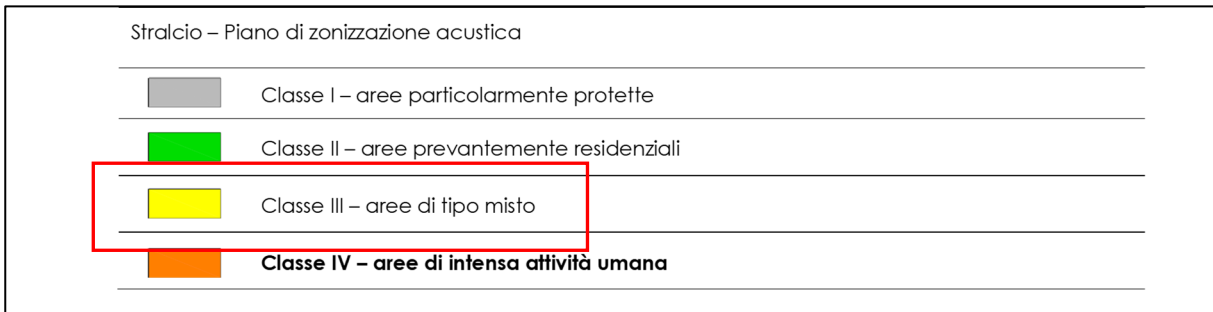 Stralcio – Piano di zonizzazione acustica
Classe I – aree particolarmente protette
Classe II – aree prevantemente residenziali
Classe III – aree di tipo misto
Classe IV – aree di intensa attività umana